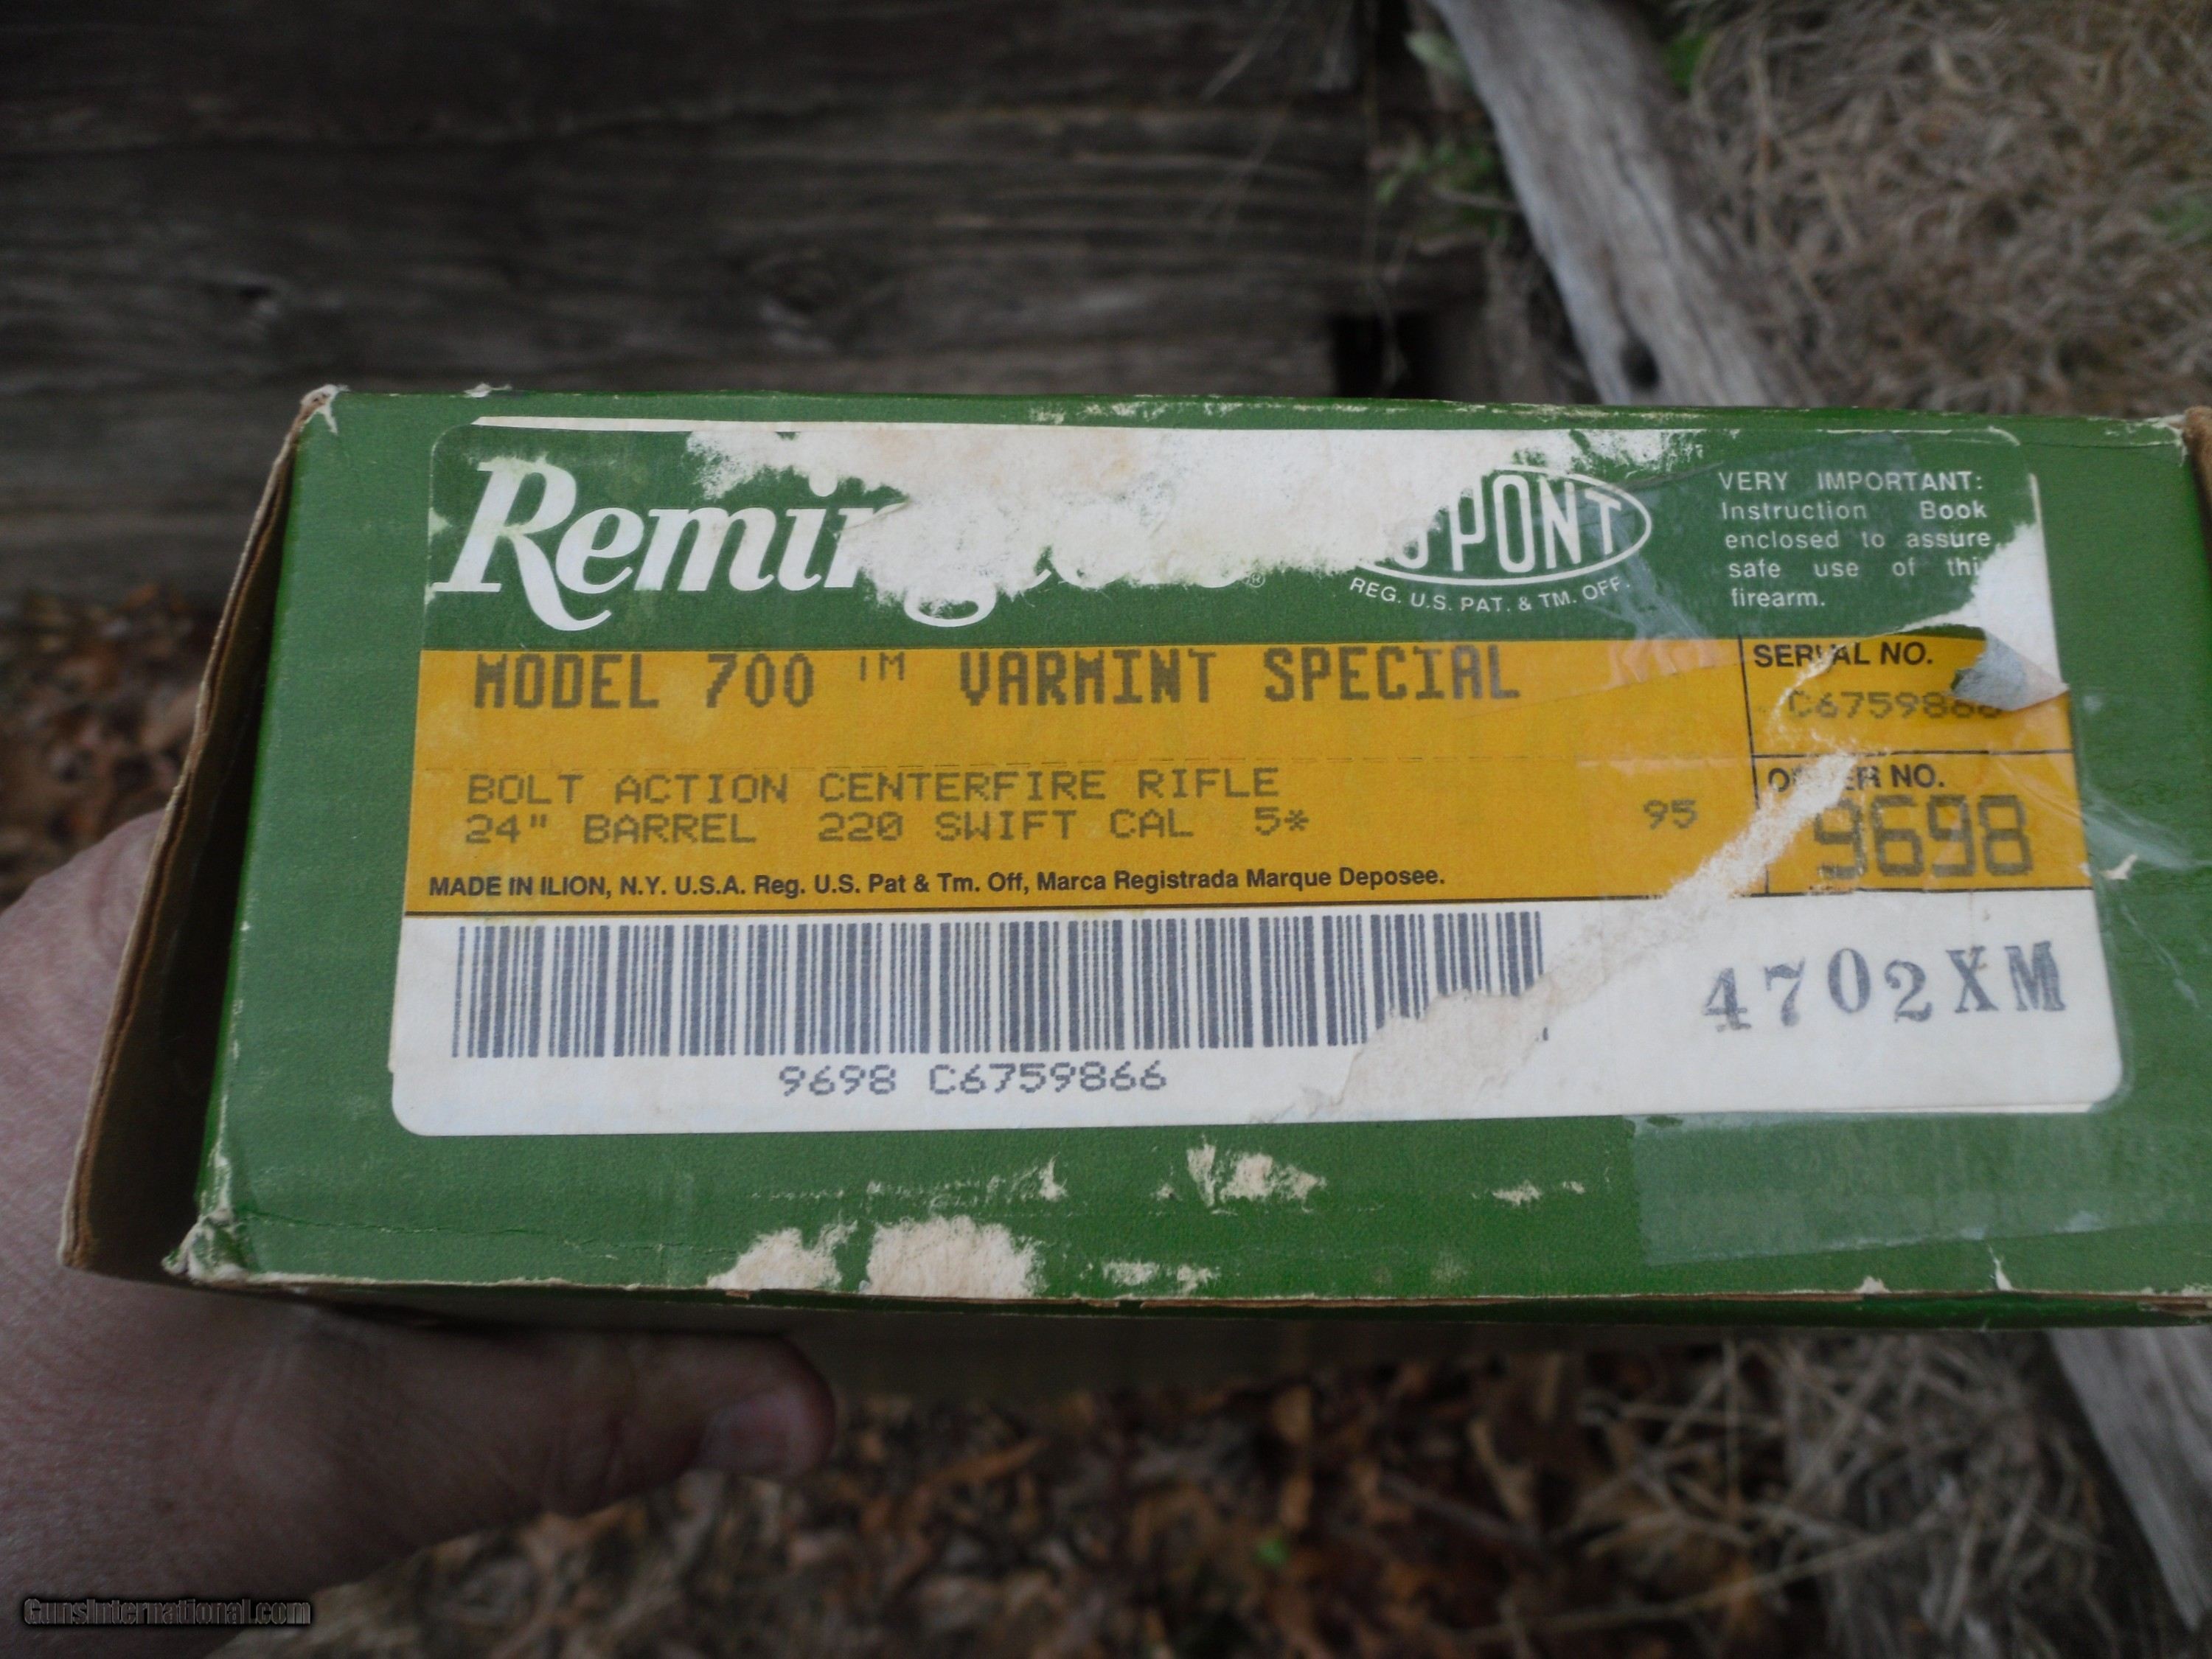 VERY IMPORTANT:
Instruction Book
enclosed to assure
safe use of
firearm.
REG. U.S. PAT. & TM. OFF.
MODEL 700 TM VARMINT SPECIAL
SERIAL NO.
BOLT ACTION CENTERFIRE RIFLE
24" BARREL 220 SWIFT CAL 5* 95
NO.
9698
MADE IN ILION, N.Y. U.S.A. Reg. U.S. Pat & Tm. Off, Marca Registrada Marque Deposee.
4702XM
9698 C6759866
GunsInternational.com